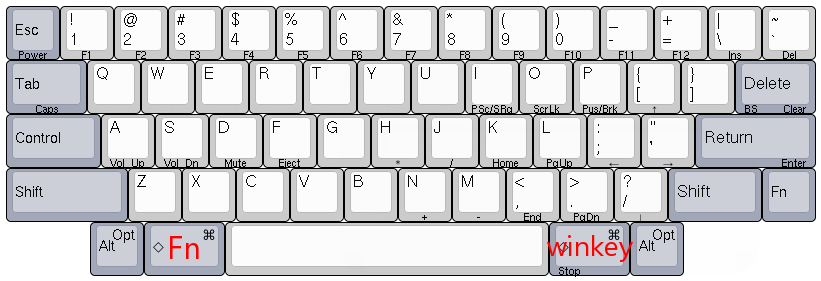 Esc ! 1 @ 2 # 3 $ 4 % 5 ^ 6 & 7 * 8 ( 9 ) 0 _ - + = | \ ~ `
Power F1 F2 F3 F4 F5 F6 F7 F8 F9 F10 F11 F12 Ins Del
Tab Q W E R T Y U I O P { [ } ] Delete
Caps PSc/SRq ScrLk Pus/Brk ↑ BS Clear
Control A S D F G H J K L : ; " ' Return
Vol_Up Vol_Dn Mute Eject * / Home PgUp ← → Enter
Shift Z X C V B N M < , > . ? / Shift Fn
+ - End PgDn ↓
Alt Opt ◇ Fn ⌘ ◇ winkey ⌘ Alt Opt
Stop